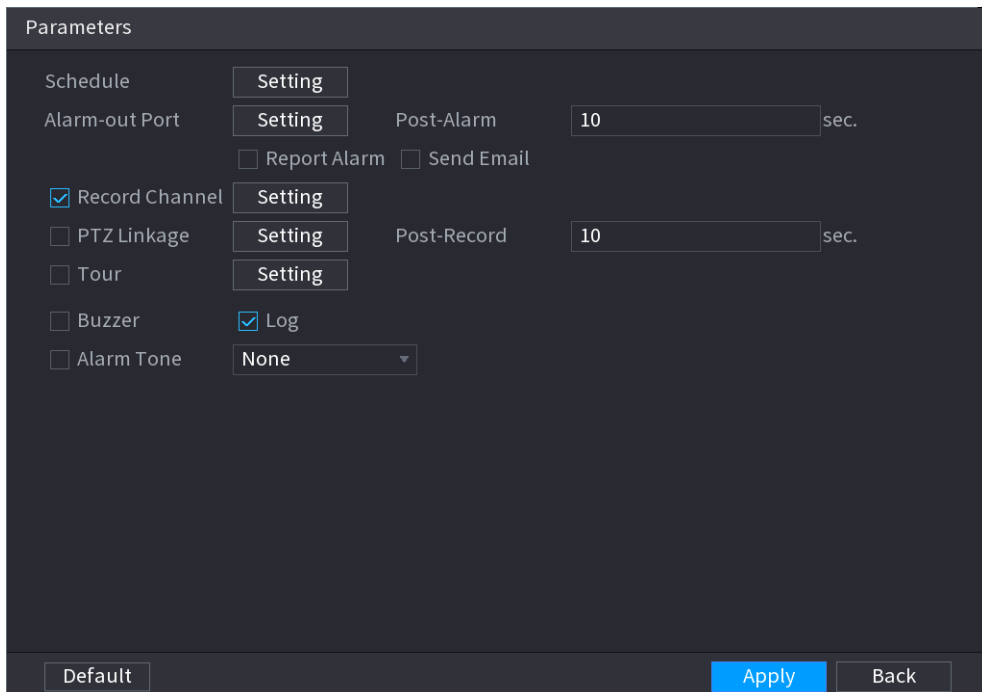 Parameters
Schedule Setting
Alarm-out Port Setting Post-Alarm 10 sec.
Report Alarm Send Email
Record Channel Setting
PTZ Linkage Setting Post-Record 10 sec.
Tour Setting
Buzzer Log
Alarm Tone None
Default Apply Back